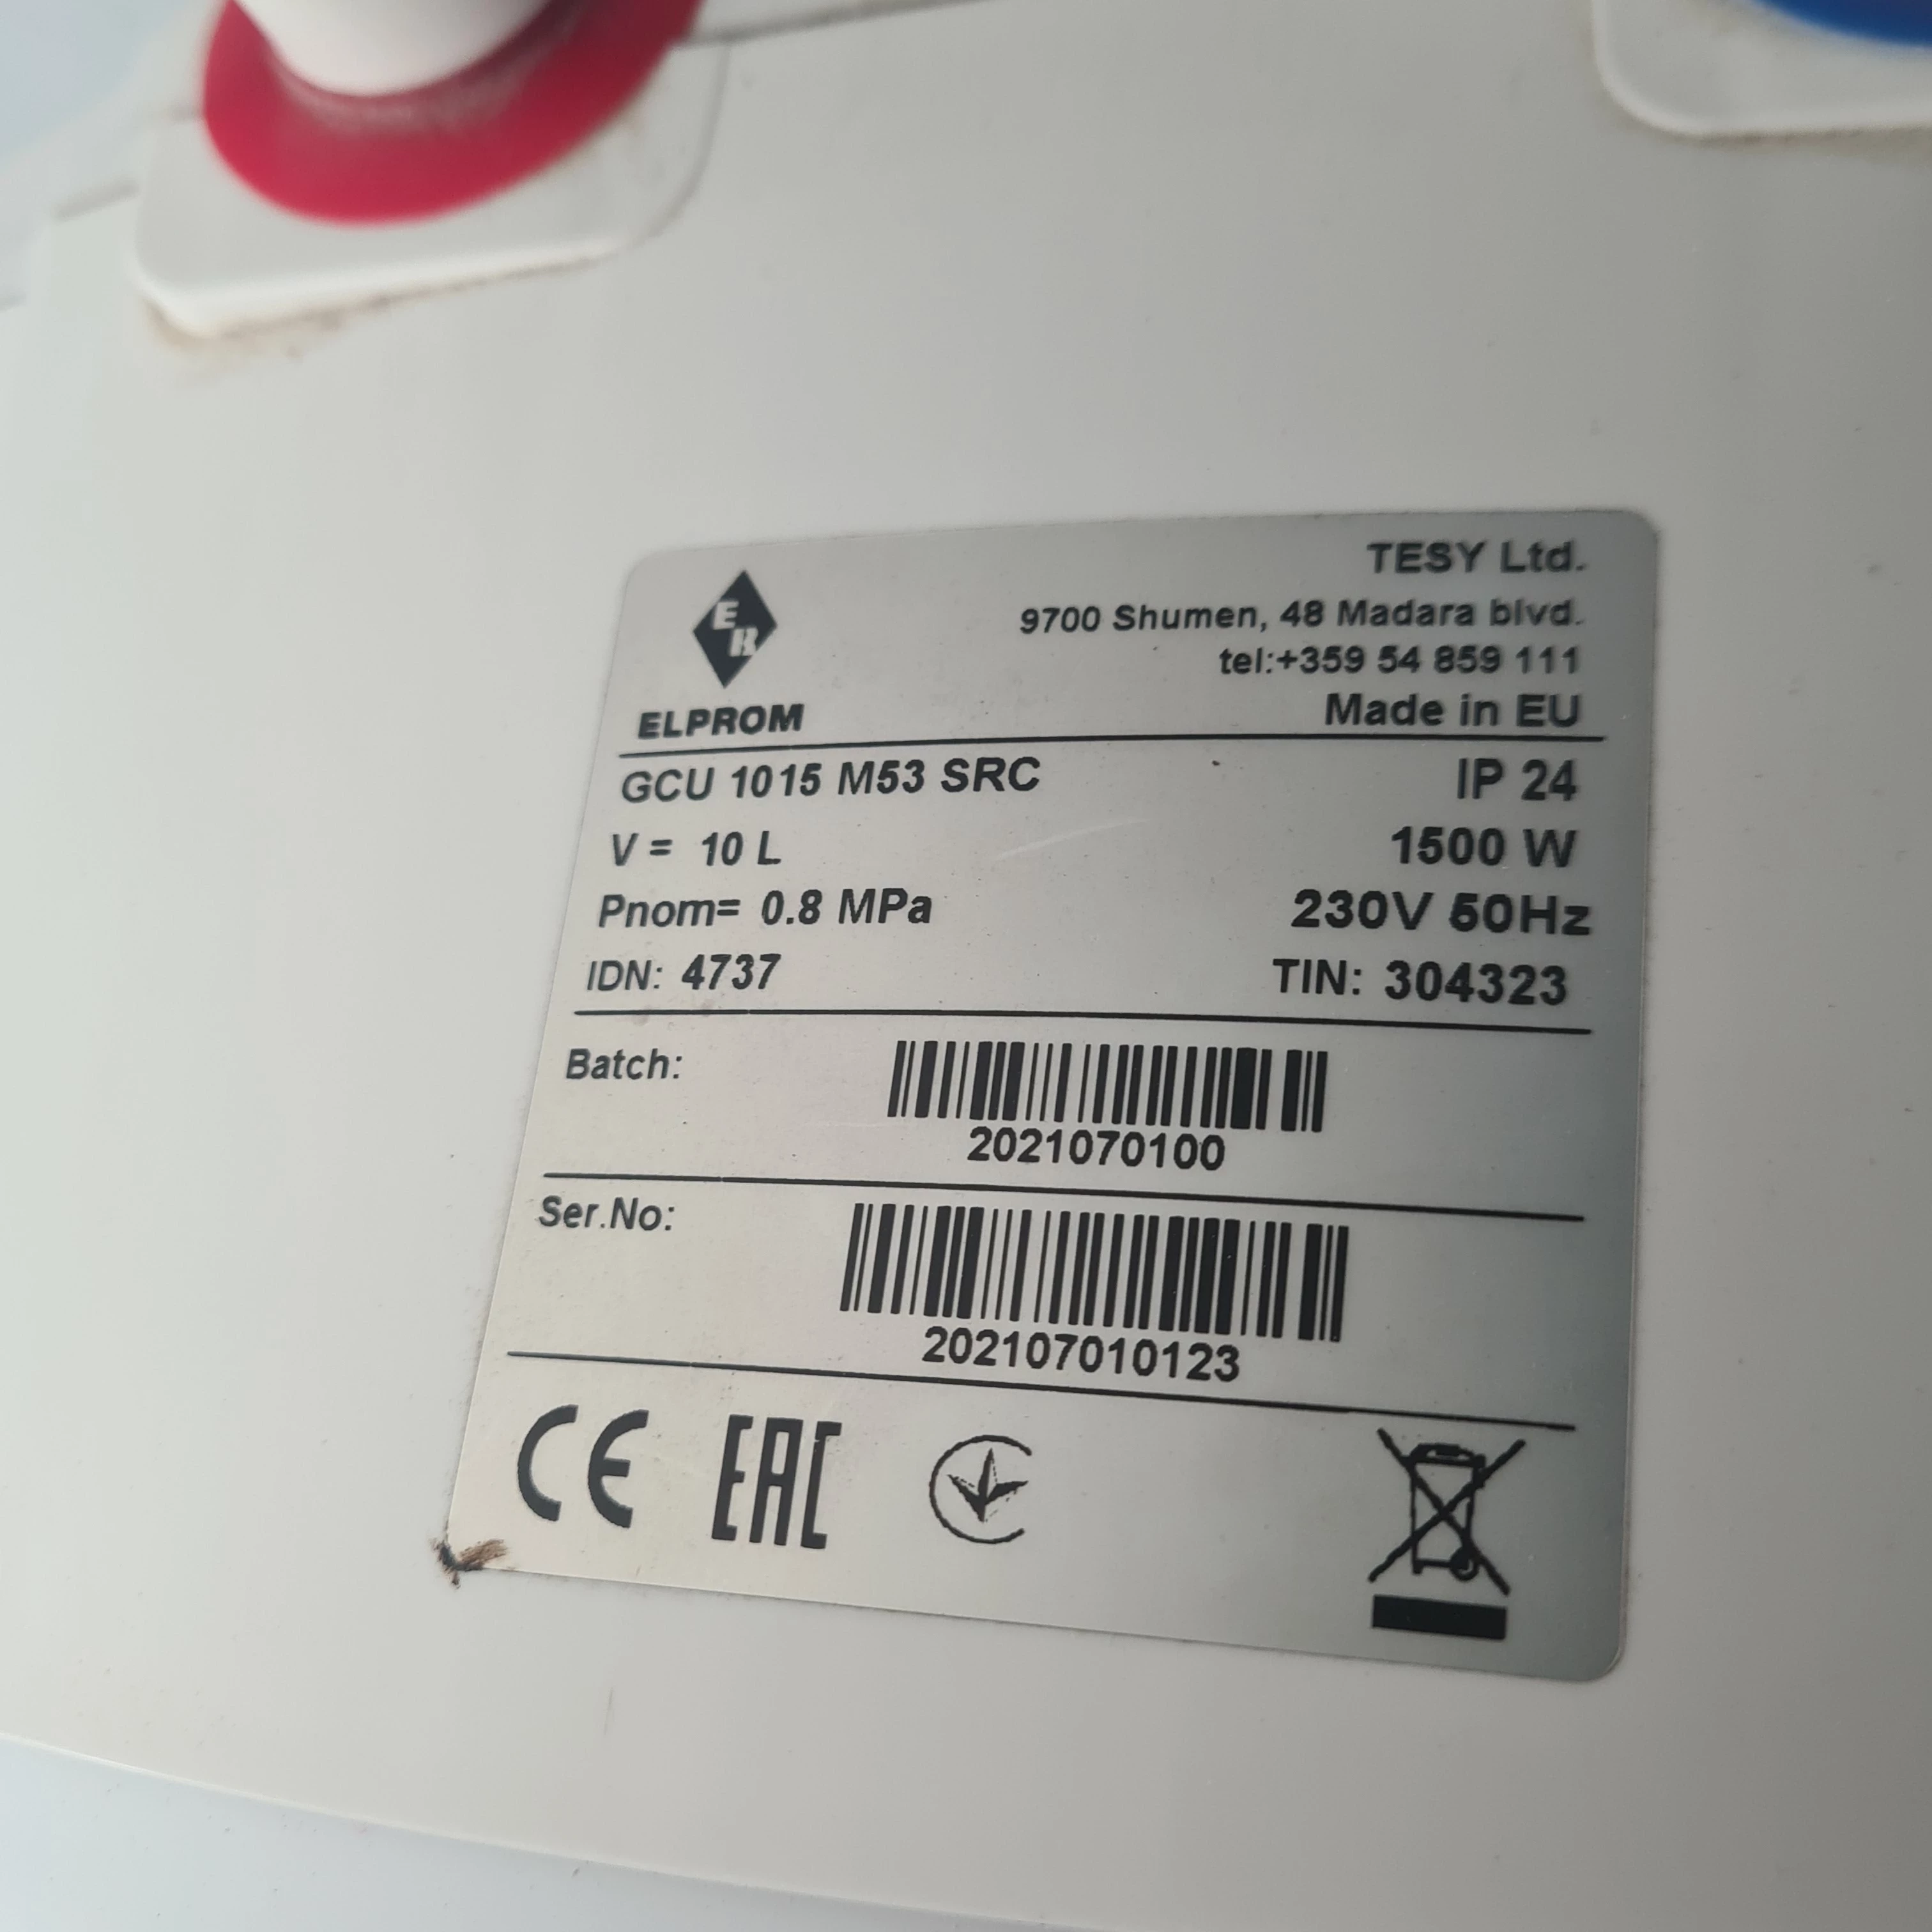 ER
ELPROM
TESY Ltd.
9700 Shumen, 48 Madara blvd.
tel:+359 54 859 111
Made in EU
GCU 1015 M53 SRC IP 24
V = 10 L 1500 W
Pnom= 0.8 MPa 230V 50Hz
IDN: 4737 TIN: 304323
Batch:
2021070100
Ser.No:
202107010123
CE EAC